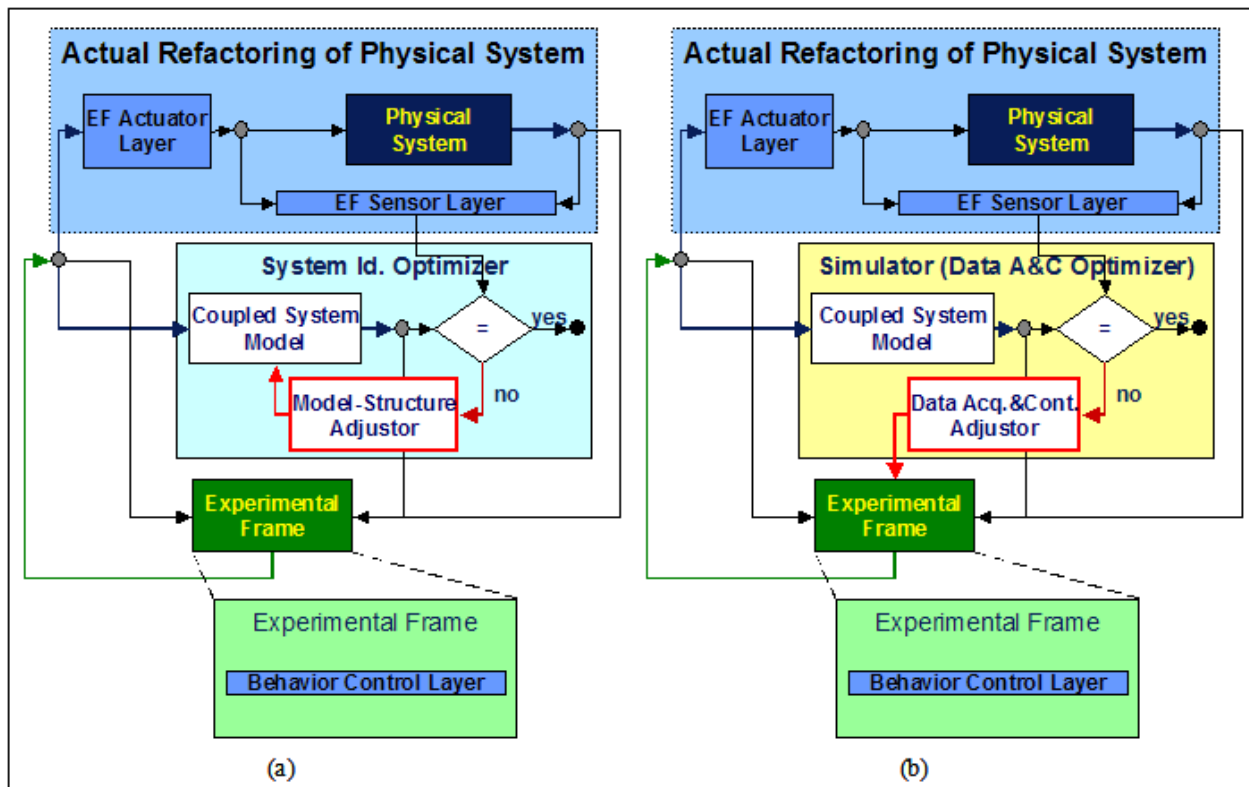 Actual Refactoring of Physical System
EF Actuator
Layer
Physical
System
EF Sensor Layer
System Id. Optimizer
Coupled System
Model
=
yes
no
Model-Structure
Adjustor
Experimental
Frame
Experimental Frame
Behavior Control Layer
(a)
Actual Refactoring of Physical System
EF Actuator
Layer
Physical
System
EF Sensor Layer
Simulator (Data A&C Optimizer)
Coupled System
Model
=
yes
no
Data Acq.&Cont.
Adjustor
Experimental
Frame
Experimental Frame
Behavior Control Layer
(b)